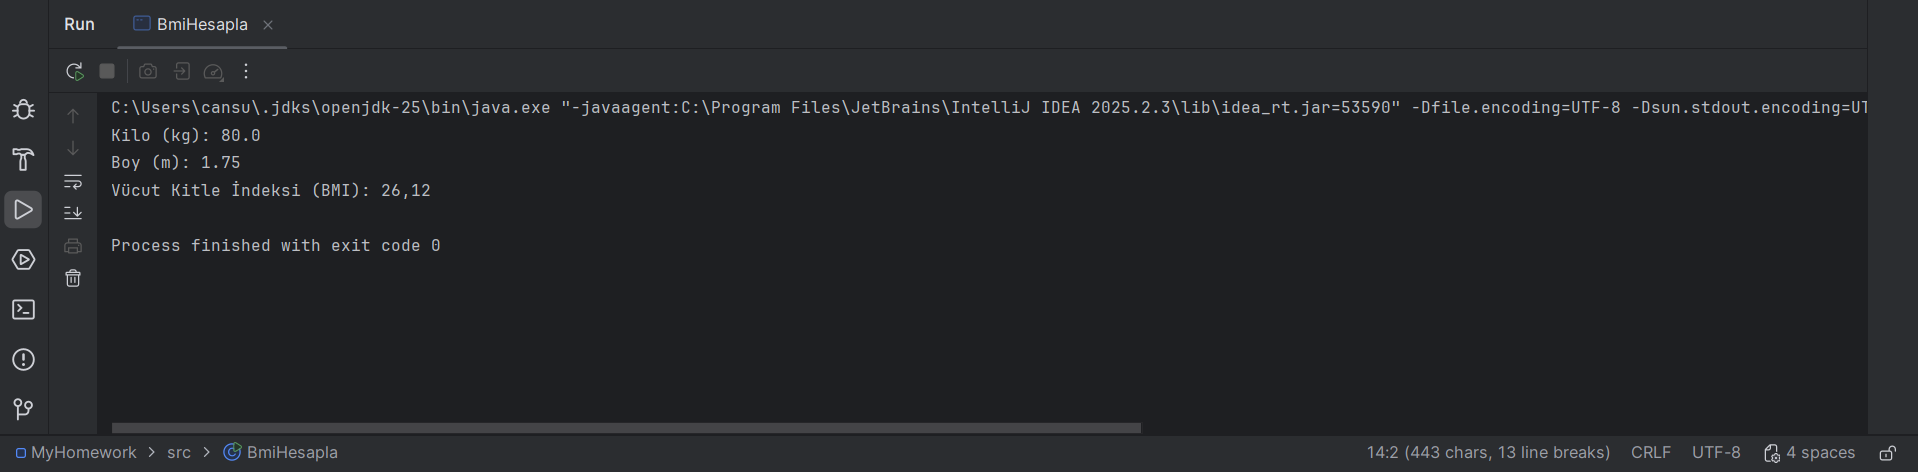 Run BmiHesapla
C:\Users\cansu\.jdks\openjdk-25\bin\java.exe "-javaagent:C:\Program Files\JetBrains\IntelliJ IDEA 2025.2.3\lib\idea_rt.jar=53590" -Dfile.encoding=UTF-8 -Dsun.stdout.encoding=UT
Kilo (kg): 80.0
Boy (m): 1.75
Vücut Kitle İndeksi (BMI): 26,12

Process finished with exit code 0
MyHomework > src > BmiHesapla 14:2 (443 chars, 13 line breaks) CRLF UTF-8 4 spaces